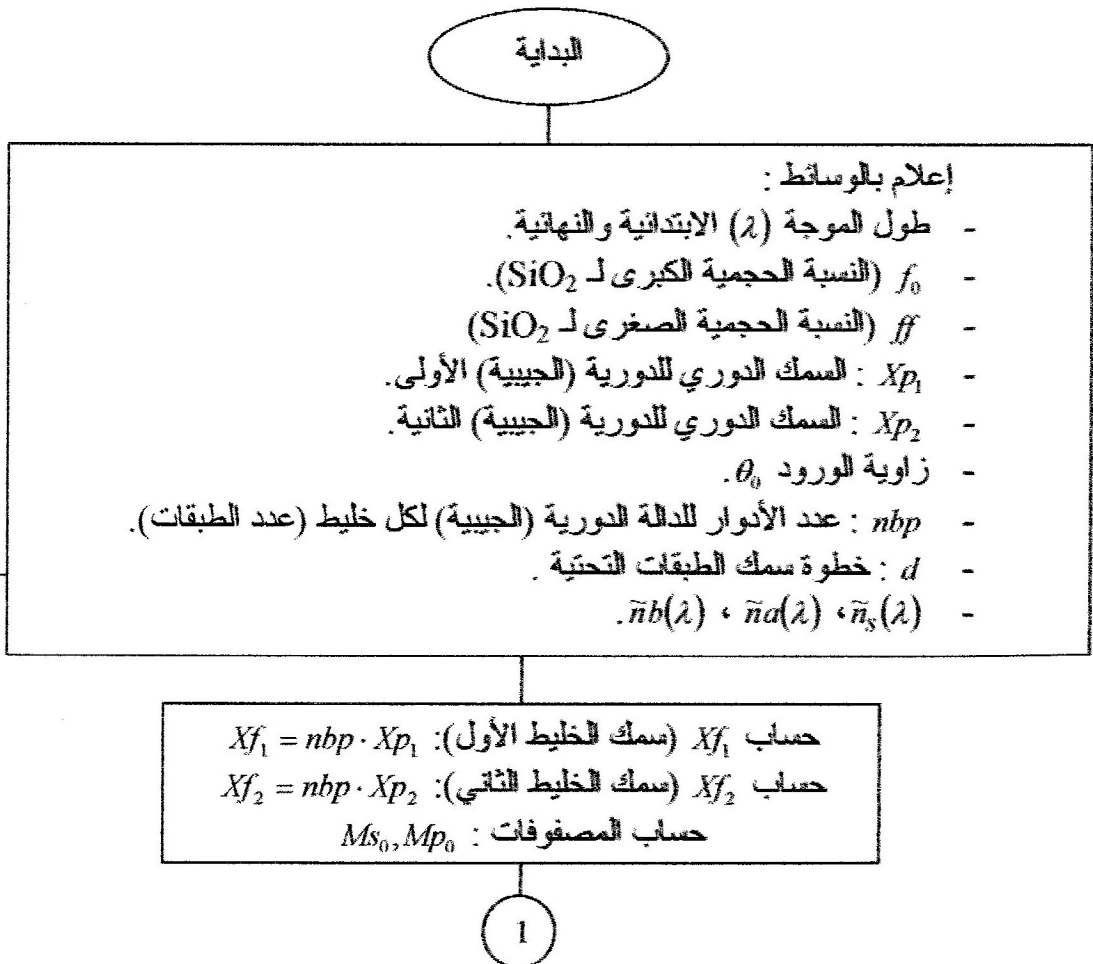 البداية
إعلام بالوسائط :
- طول الموجة (λ) الابتدائية والنهائية.
- f₀ (النسبة الحجمية الكبرى لـ SiO₂).
- ff (النسبة الحجمية الصغرى لـ SiO₂)
- Xp₁ : السمك الدوري للدورية (الجيبية) الأولى.
- Xp₂ : السمك الدوري للدورية (الجيبية) الثانية.
- زاوية الورود θ₀.
- nbp : عدد الأدوار للدالة الدورية (الجيبية) لكل خليط (عدد الطبقات).
- d : خطوة سمك الطبقات التحتية .
- ñₛ(λ)، ña(λ) ، ñb(λ).
حساب Xf₁ (سمك الخليط الأول): Xf₁ = nbp · Xp₁
حساب Xf₂ (سمك الخليط الثاني): Xf₂ = nbp · Xp₂
حساب المصفوفات : Ms₀, Mp₀
1